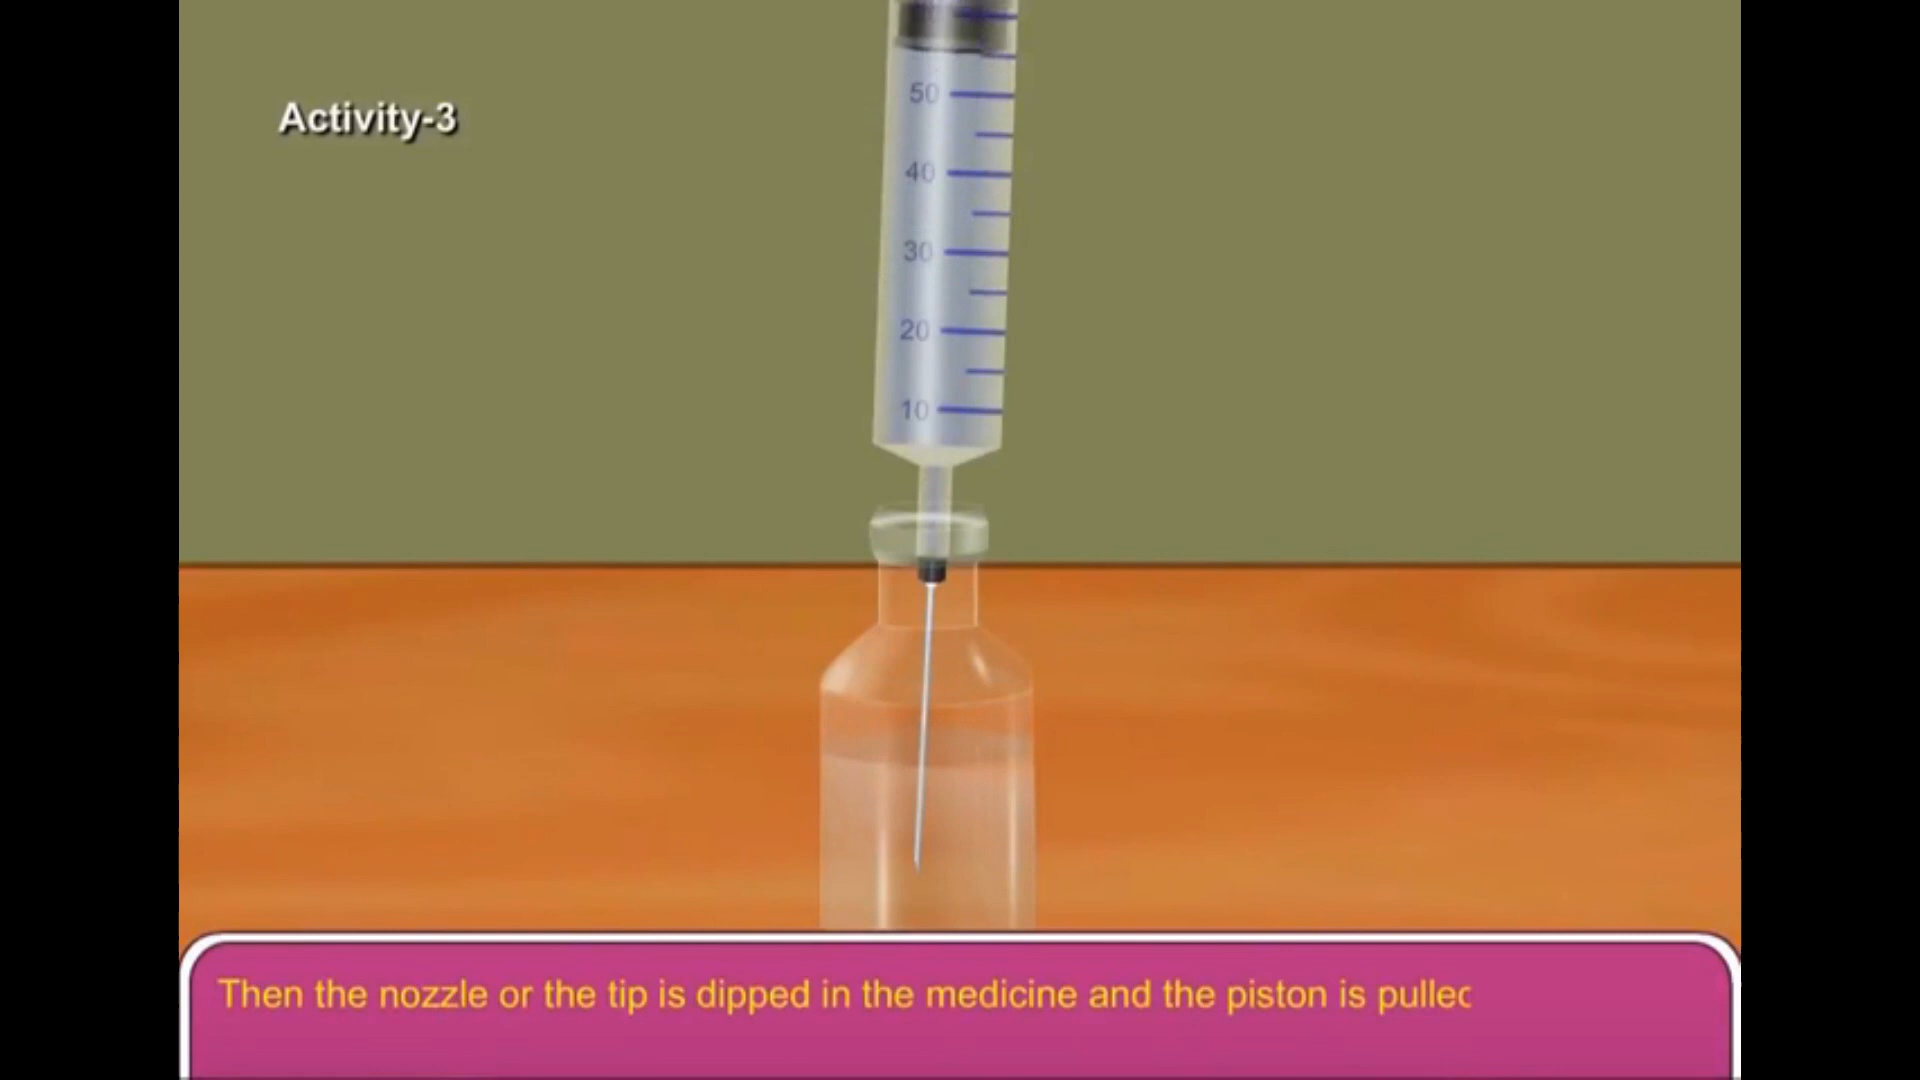 Activity-3
50
40
30
20
10
Then the nozzle or the tip is dipped in the medicine and the piston is pullec